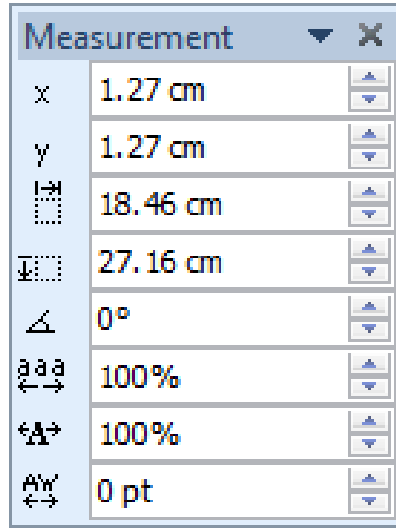 Measurement
x 1.27 cm
y 1.27 cm
18.46 cm
27.16 cm
0°
aaa 100%
A 100%
AW 0 pt